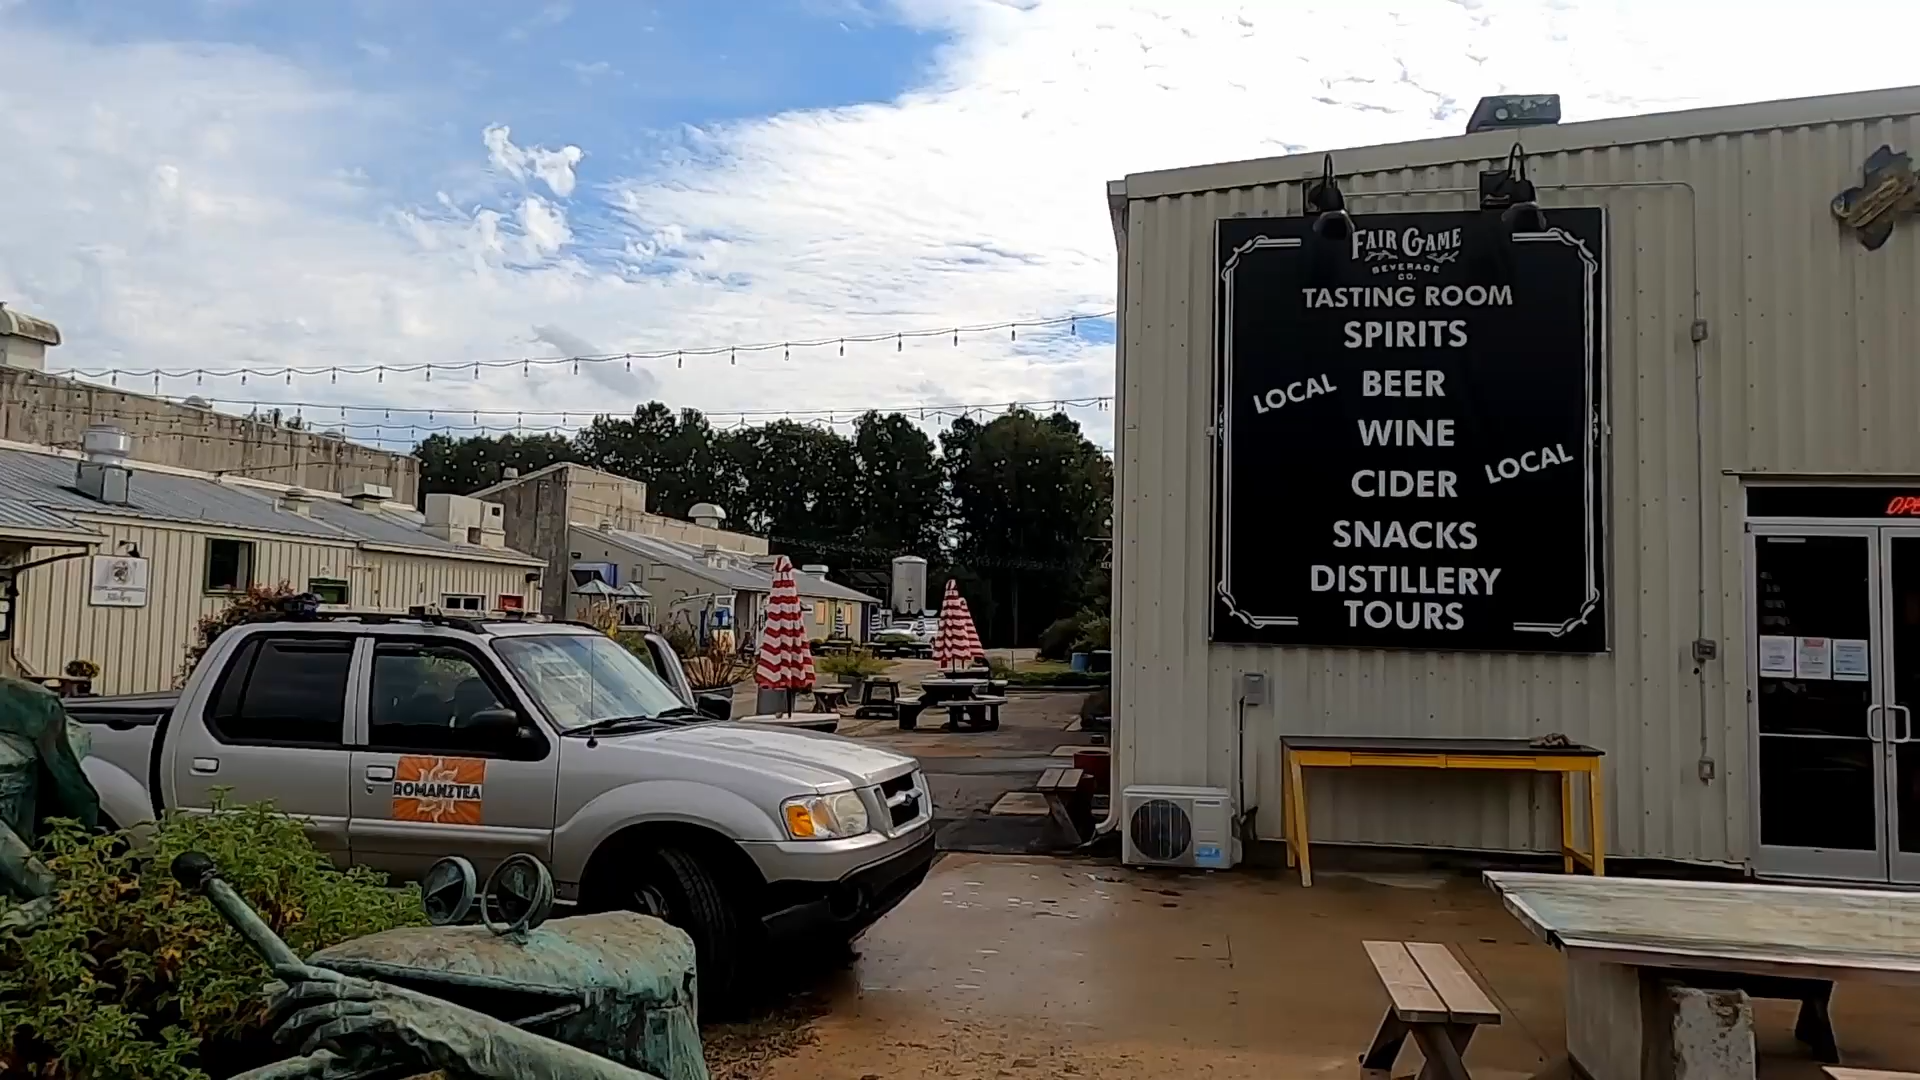 FAIR GAME
BEVERAGE
CO.
TASTING ROOM
SPIRITS
LOCAL BEER
WINE
CIDER LOCAL
SNACKS
DISTILLERY
TOURS
ROMANZTEA